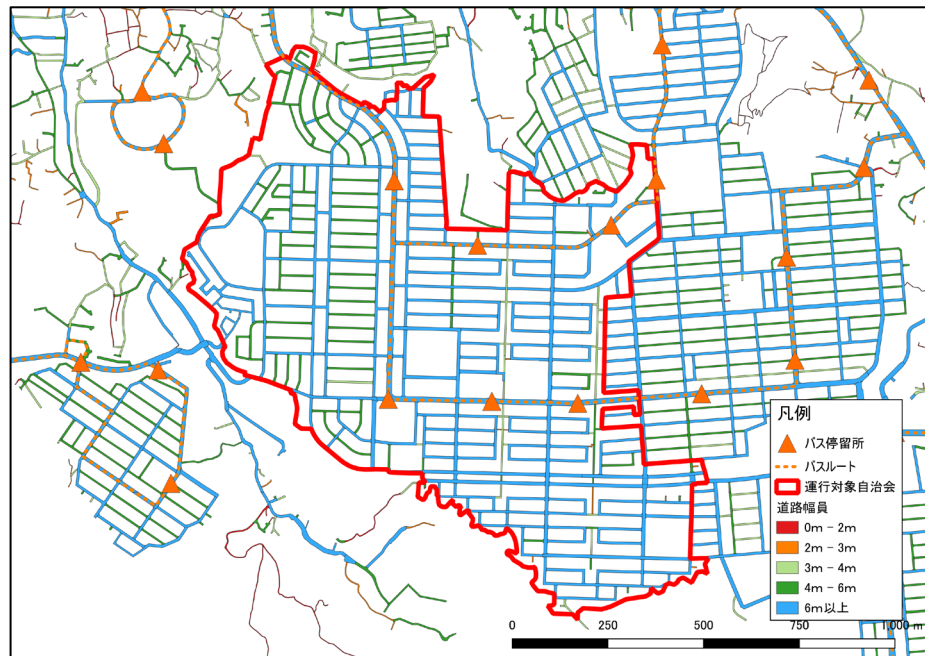 凡例
バス停留所
バスルート
運行対象自治会
道路幅員
0m - 2m
2m - 3m
3m - 4m
4m - 6m
6m以上
0 250 500 750 1,000 m